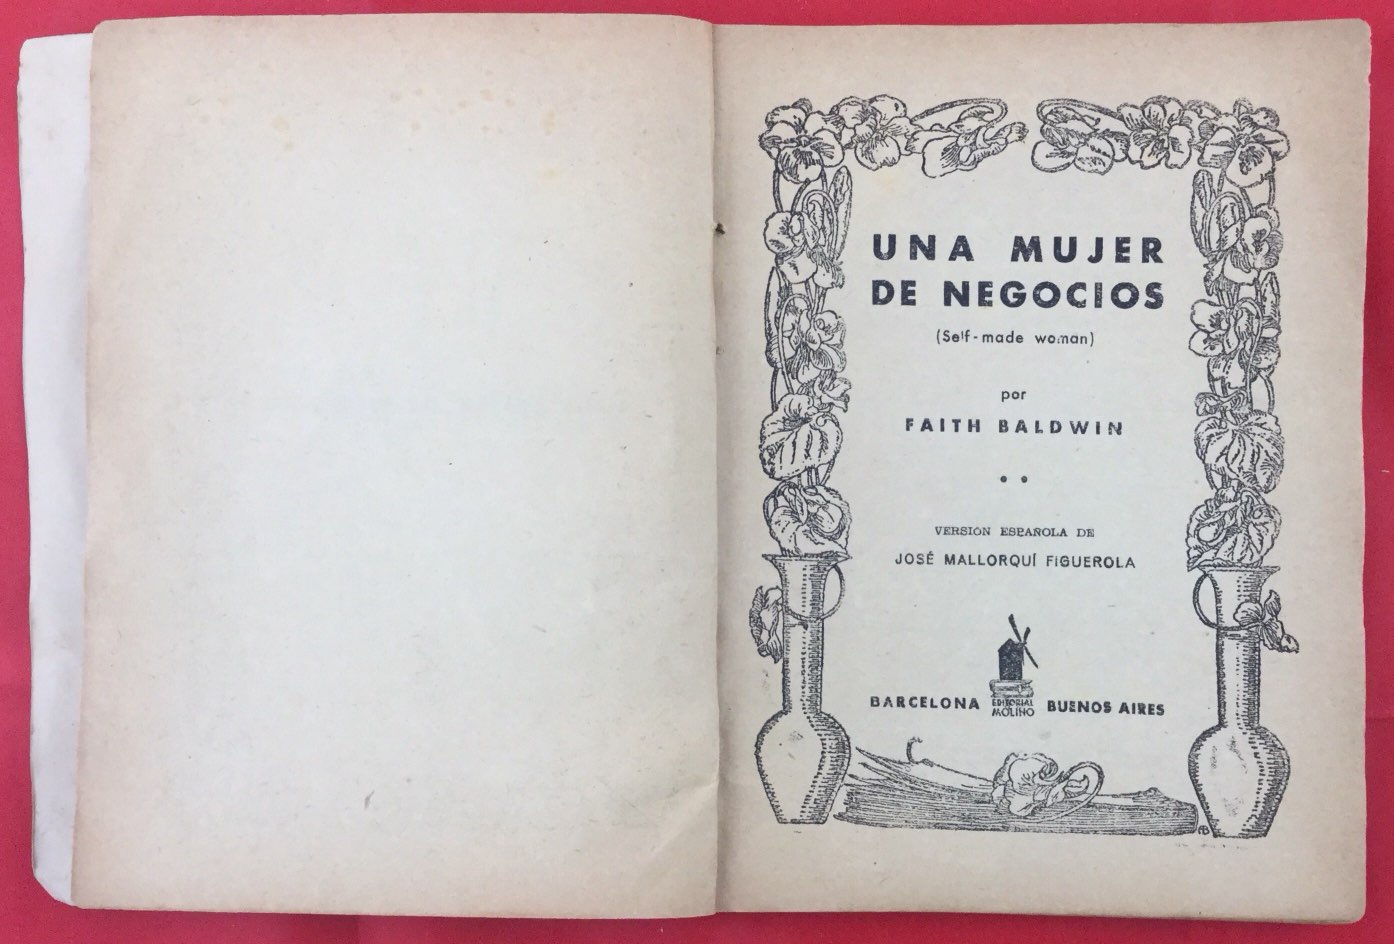 UNA MUJER
DE NEGOCIOS
(Self-made woman)
por
FAITH BALDWIN
VERSION ESPAÑOLA DE
JOSÉ MALLORQUÍ FIGUEROLA
BARCELONA EDITORIAL MOLINO BUENOS AIRES